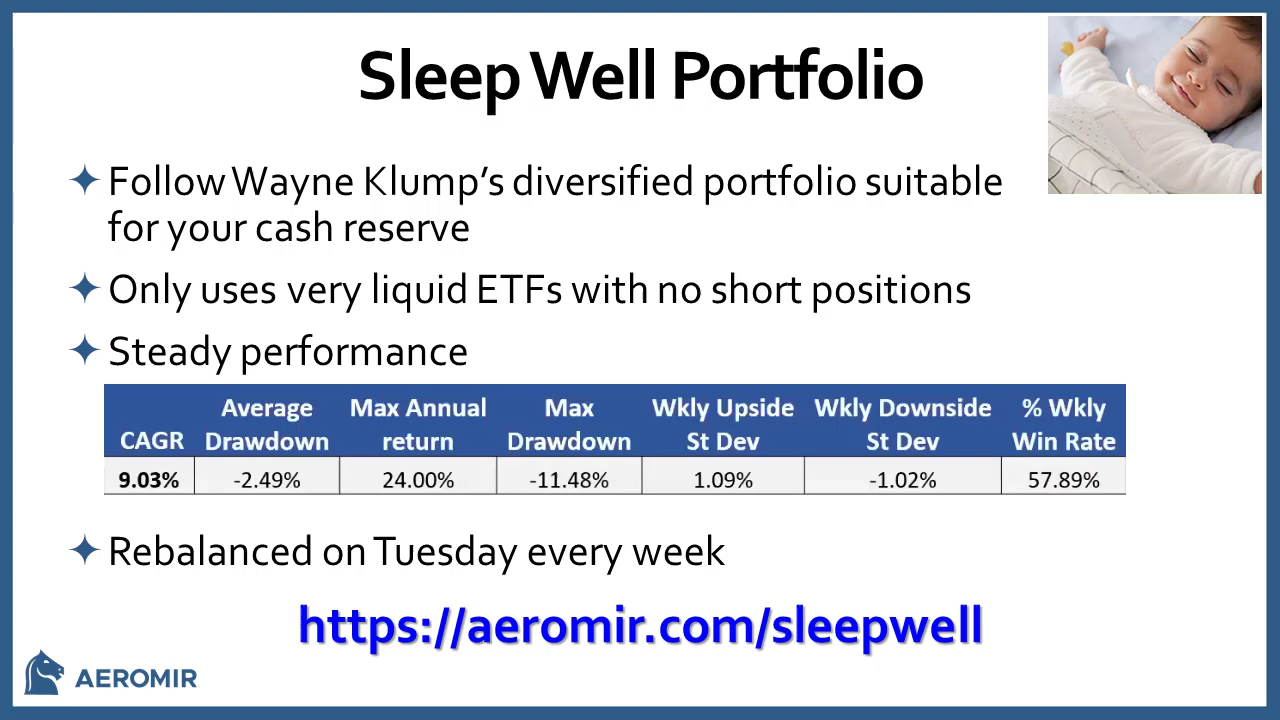 Sleep Well Portfolio
Follow Wayne Klump's diversified portfolio suitable
for your cash reserve
Only uses very liquid ETFs with no short positions
Steady performance
CAGR Average Drawdown Max Annual return Max Drawdown Wkly Upside St Dev Wkly Downside St Dev % Wkly Win Rate
9.03% -2.49% 24.00% -11.48% 1.09% -1.02% 57.89%
Rebalanced on Tuesday every week
https://aeromir.com/sleepwell
AEROMIR